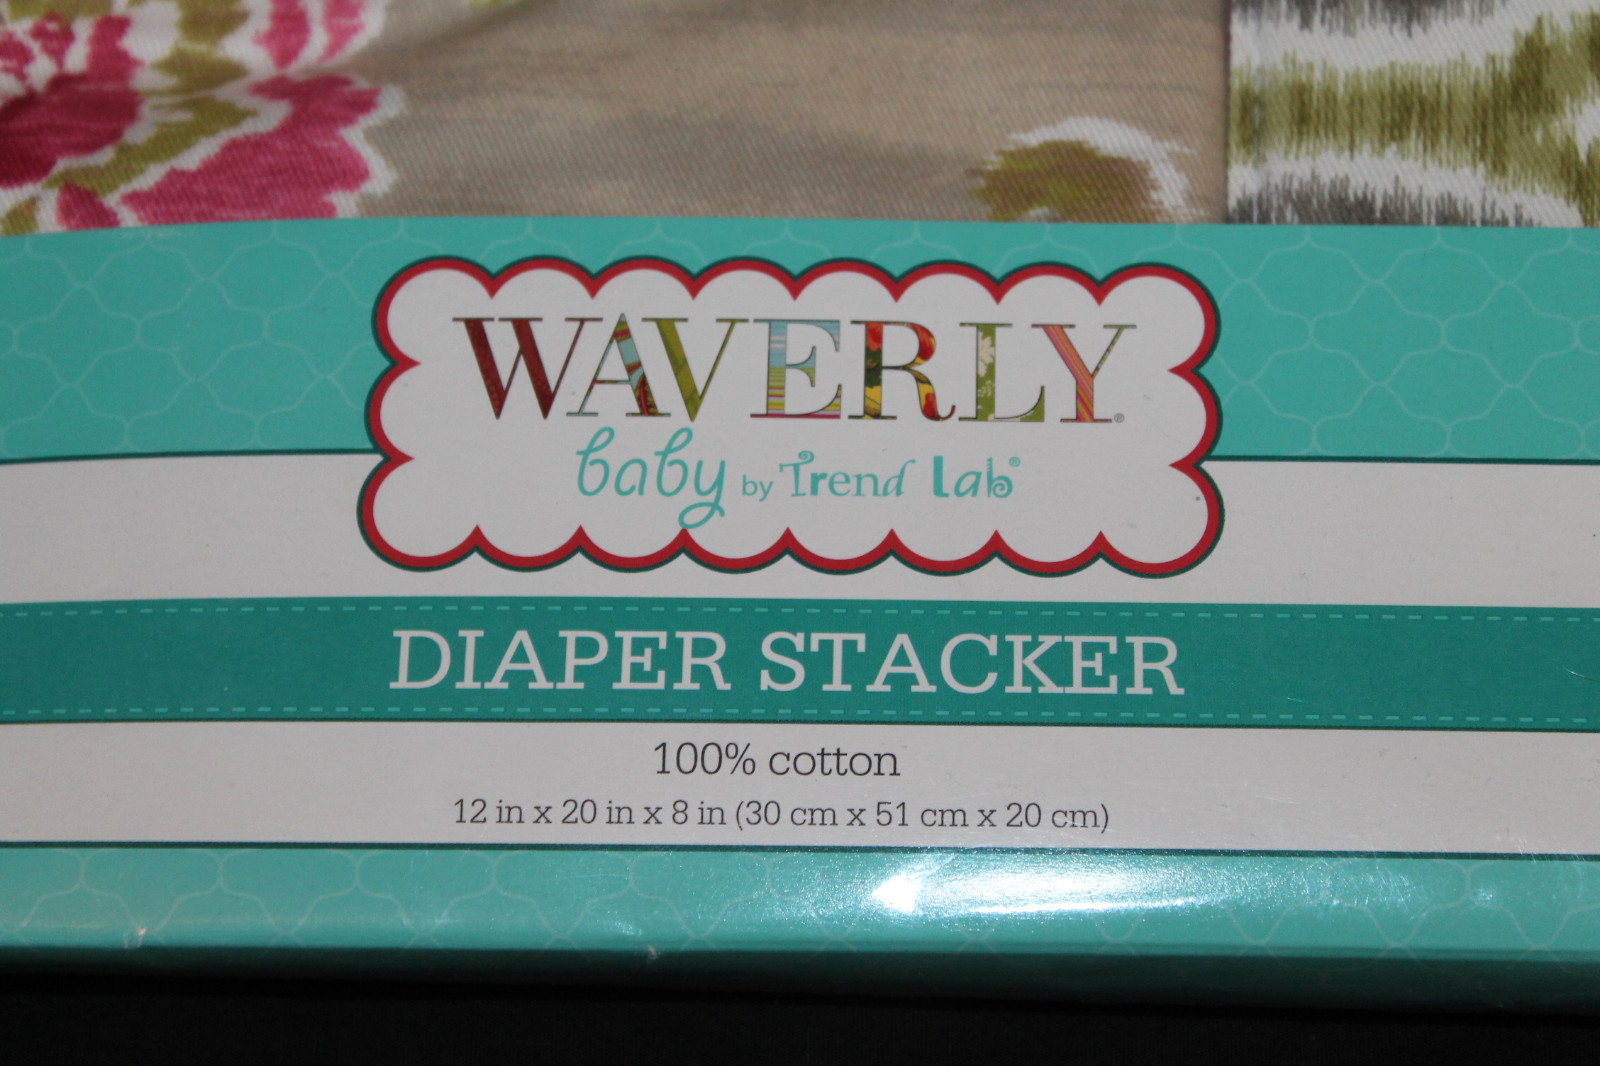 WAVERLY®
baby by Trend Lab®
DIAPER STACKER
100% cotton
12 in x 20 in x 8 in (30 cm x 51 cm x 20 cm)